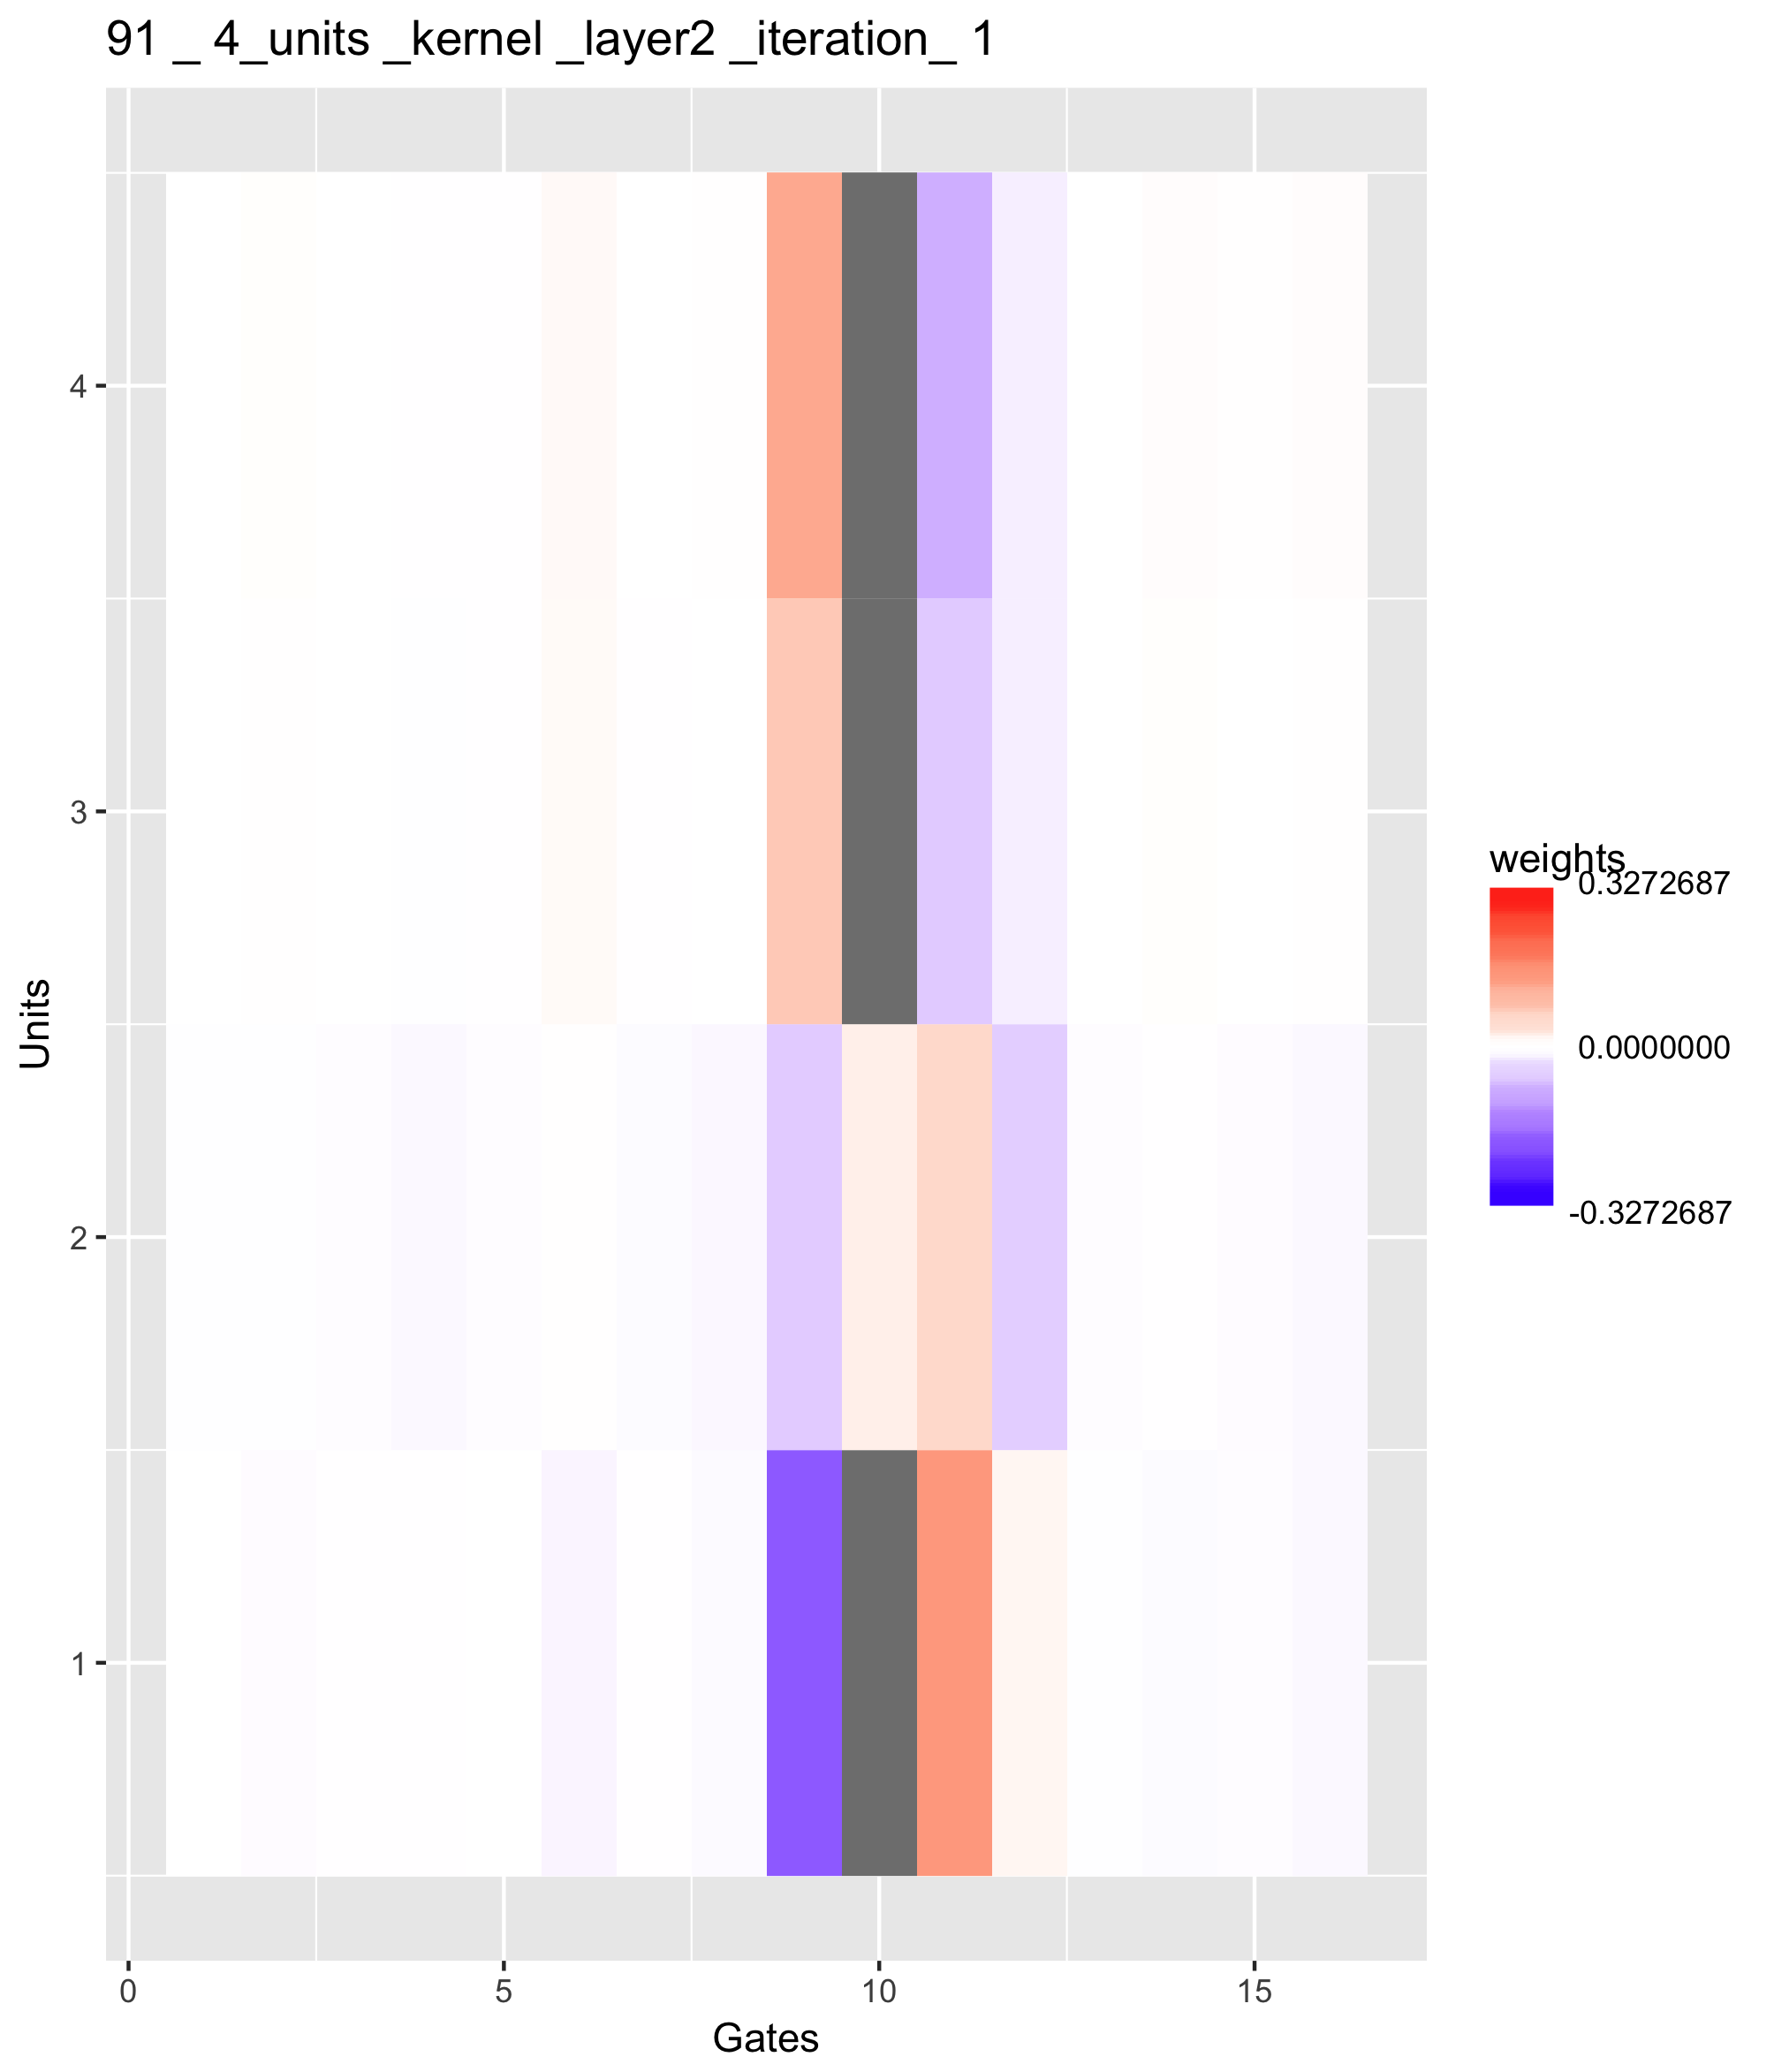 91 _ 4_units _kernel _layer2 _iteration_ 1
4
3
2
1
Units
0 5 10 15
Gates
weights
0.3272687
0.0000000
-0.3272687